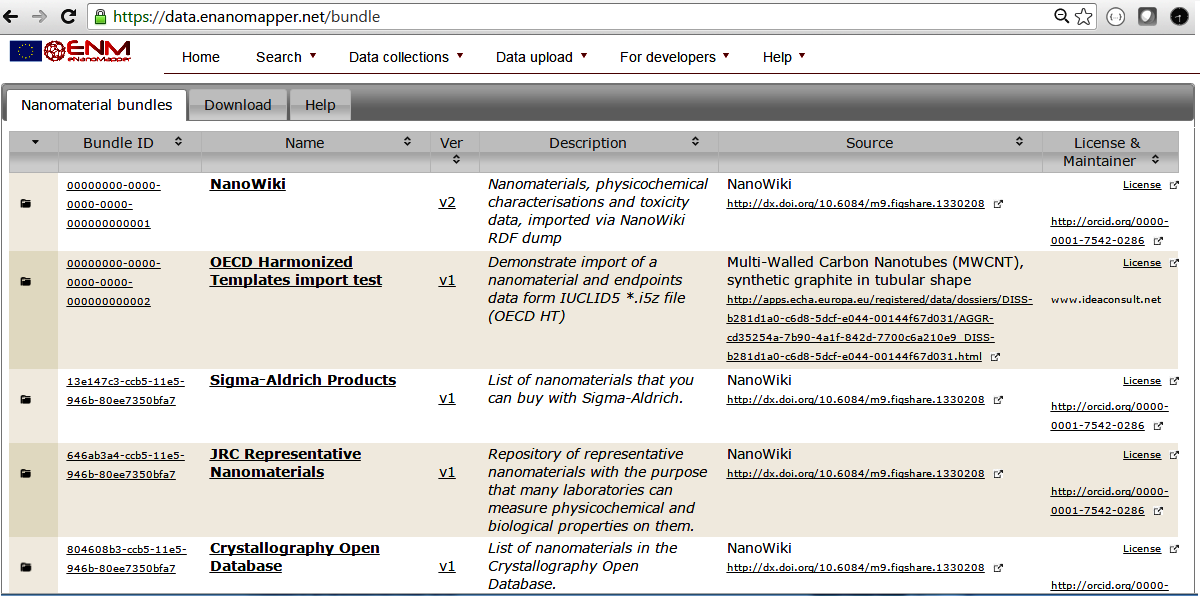 https://data.enanomapper.net/bundle
ENM
eNanoMapper
Home Search Data collections Data upload For developers Help
Nanomaterial bundles Download Help
Bundle ID Name Ver Description Source License &
Maintainer
00000000-0000-
0000-0000-
000000000001
NanoWiki
v2
Nanomaterials, physicochemical
characterisations and toxicity
data, imported via NanoWiki
RDF dump
NanoWiki
http://dx.doi.org/10.6084/m9.figshare.1330208
License
http://orcid.org/0000-
0001-7542-0286
00000000-0000-
0000-0000-
000000000002
OECD Harmonized
Templates import test
v1
Demonstrate import of a
nanomaterial and endpoints
data form IUCLID5 *.i5z file
(OECD HT)
Multi-Walled Carbon Nanotubes (MWCNT),
synthetic graphite in tubular shape
http://apps.echa.europa.eu/registered/data/dossiers/DISS-
b281d1a0-c6d8-5dcf-e044-00144f67d031/AGGR-
cd35254a-7b90-4a1f-842d-7700c6a210e9_DISS-
b281d1a0-c6d8-5dcf-e044-00144f67d031.html
License
www.ideaconsult.net
13e147c3-ccb5-11e5-
946b-80ee7350bfa7
Sigma-Aldrich Products
v1
List of nanomaterials that you
can buy with Sigma-Aldrich.
NanoWiki
http://dx.doi.org/10.6084/m9.figshare.1330208
License
http://orcid.org/0000-
0001-7542-0286
646ab3a4-ccb5-11e5-
946b-80ee7350bfa7
JRC Representative
Nanomaterials
v1
Repository of representative
nanomaterials with the purpose
that many laboratories can
measure physicochemical and
biological properties on them.
NanoWiki
http://dx.doi.org/10.6084/m9.figshare.1330208
License
http://orcid.org/0000-
0001-7542-0286
804608b3-ccb5-11e5-
946b-80ee7350bfa7
Crystallography Open
Database
v1
List of nanomaterials in the
Crystallography Open
Database.
NanoWiki
http://dx.doi.org/10.6084/m9.figshare.1330208
License
http://orcid.org/0000-